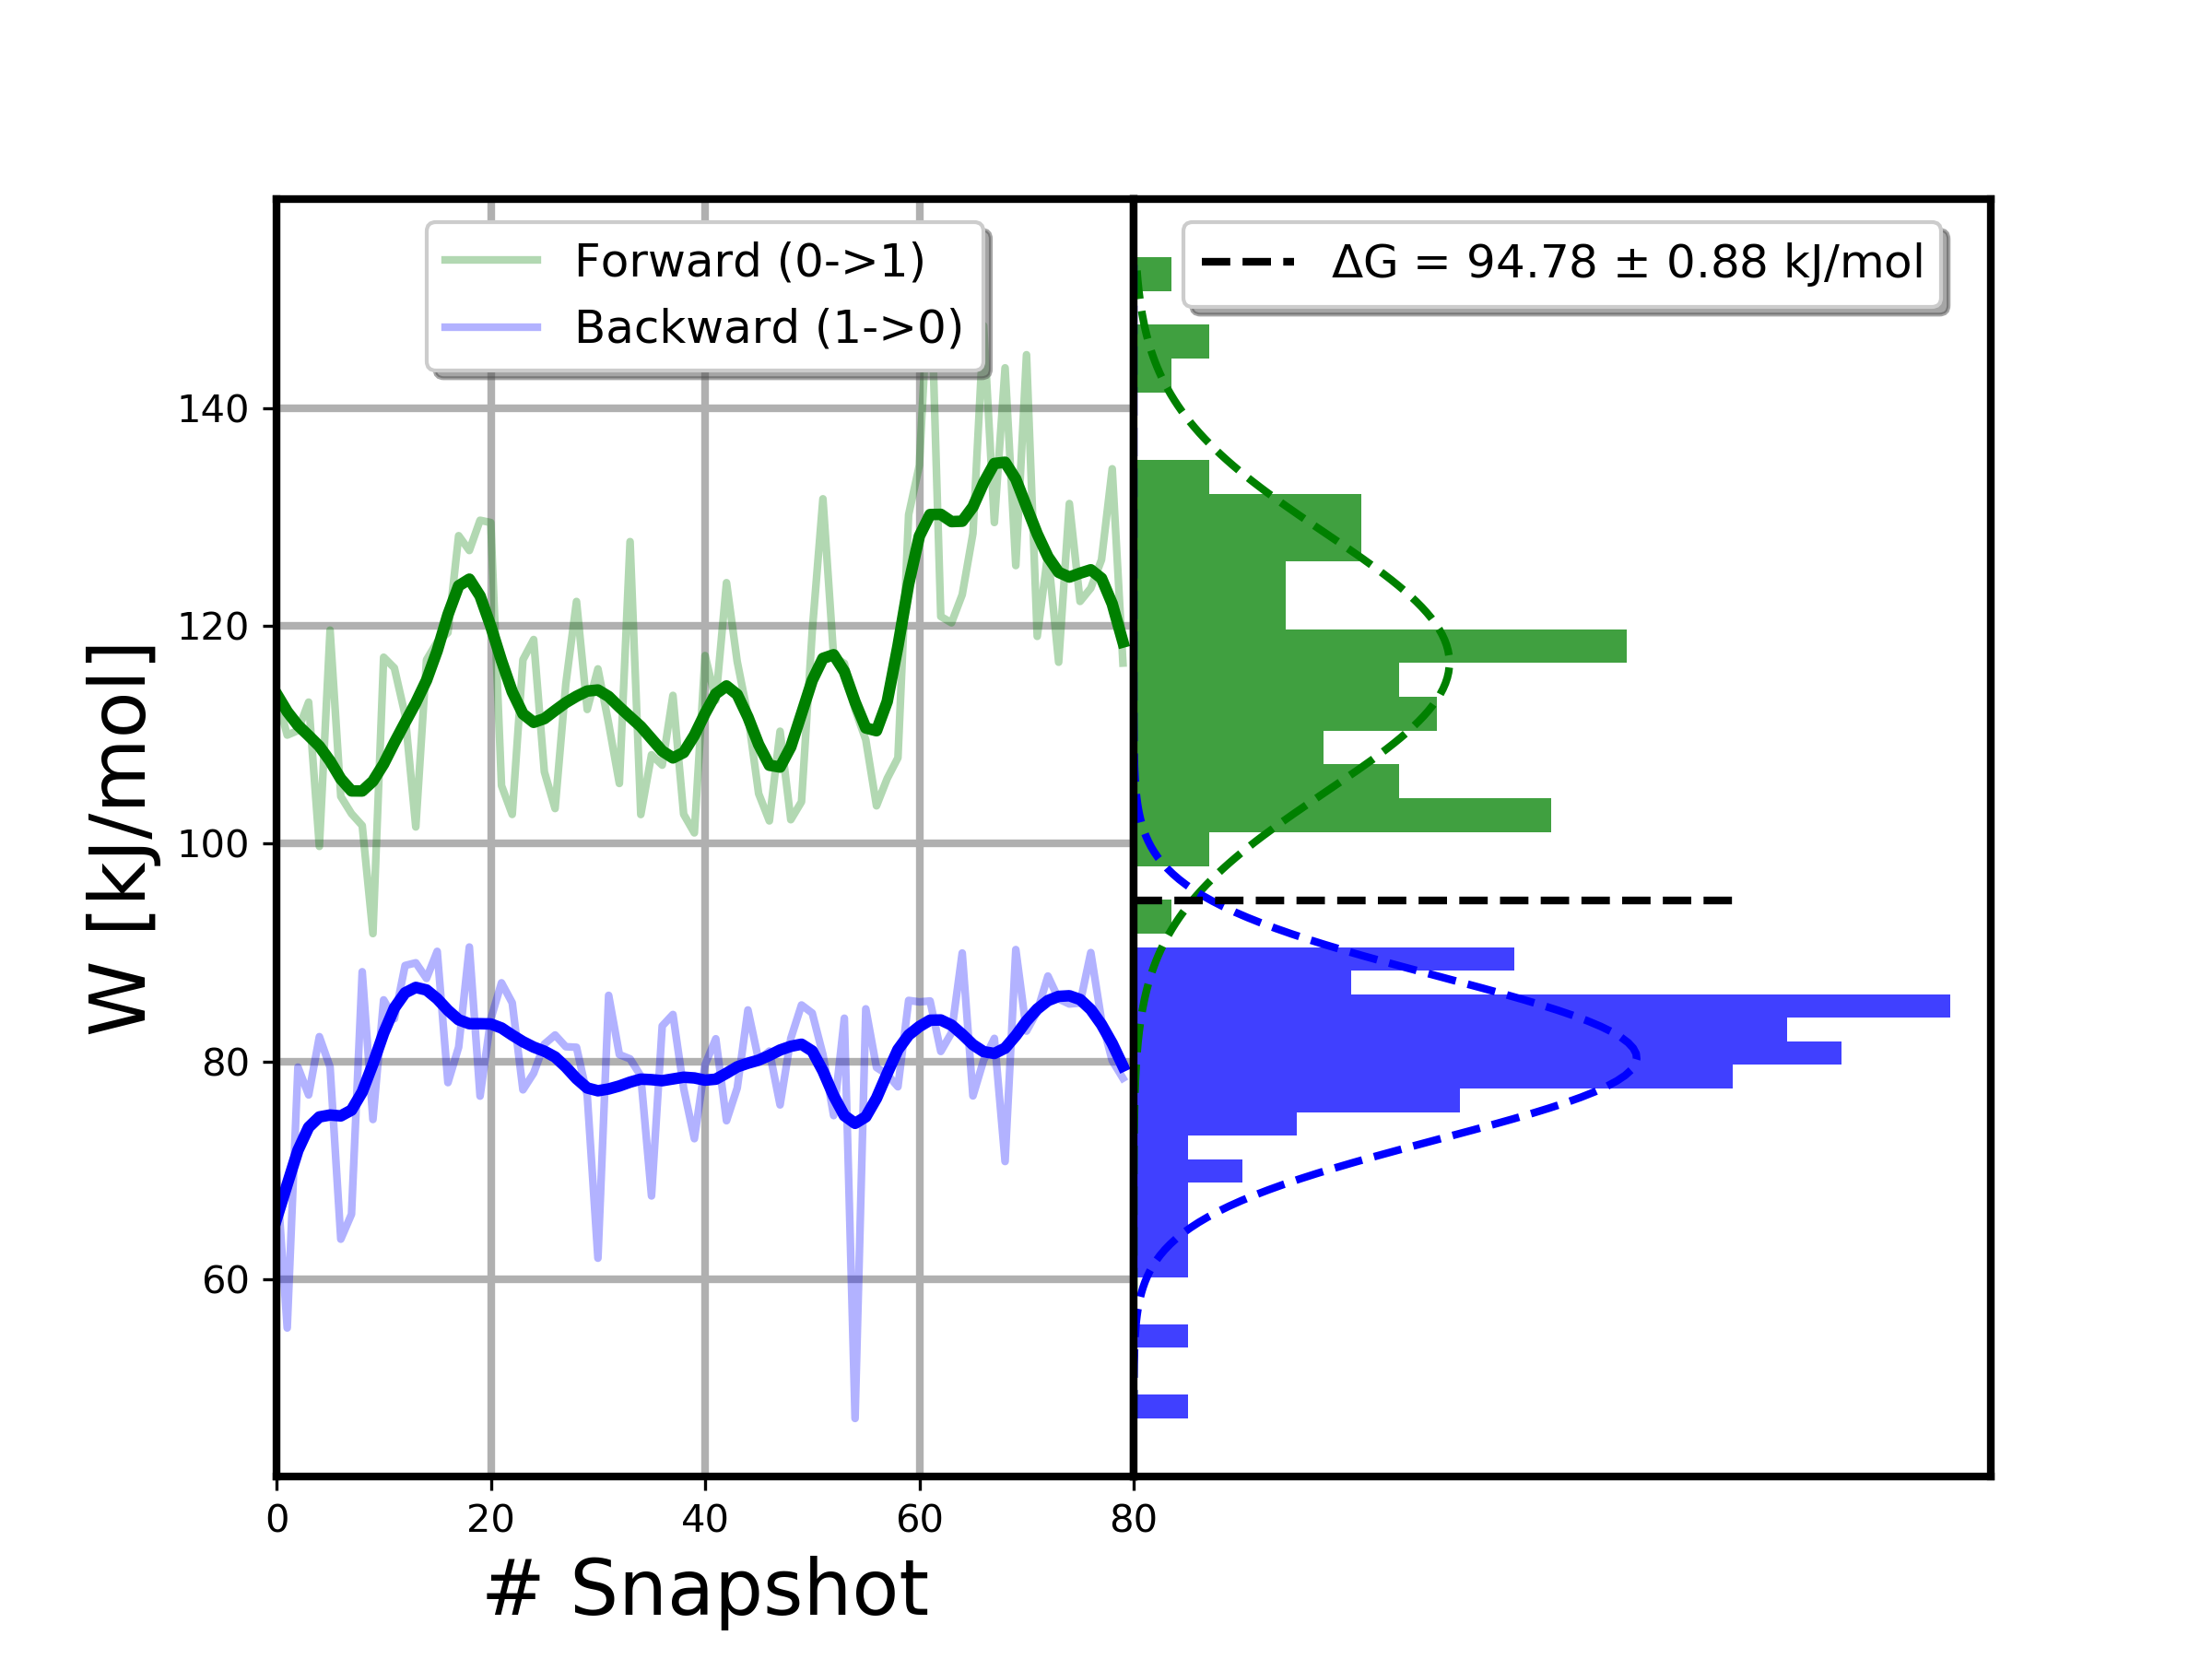 Forward (0->1)
Backward (1->0)
ΔG = 94.78 ± 0.88 kJ/mol
W [kJ/mol]
140
120
100
80
60
0 20 40 60 80
# Snapshot